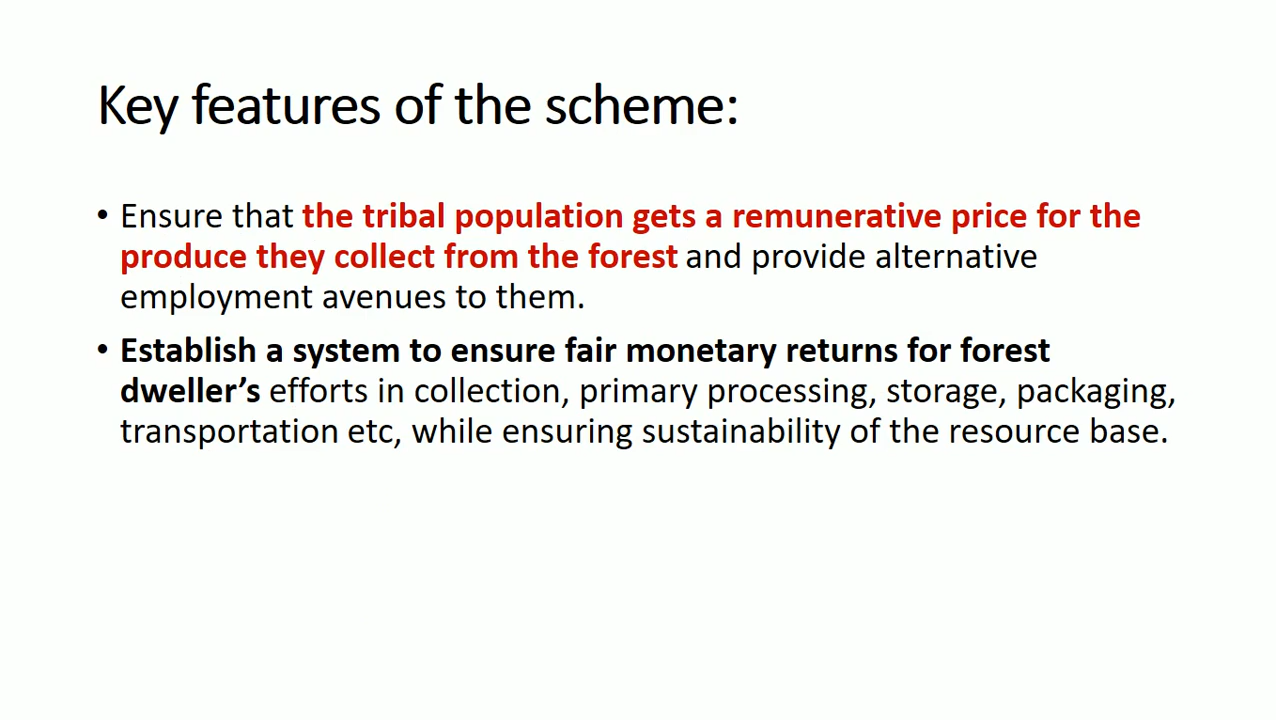 Key features of the scheme:
• Ensure that the tribal population gets a remunerative price for the
produce they collect from the forest and provide alternative
employment avenues to them.
• Establish a system to ensure fair monetary returns for forest
dweller’s efforts in collection, primary processing, storage, packaging,
transportation etc, while ensuring sustainability of the resource base.